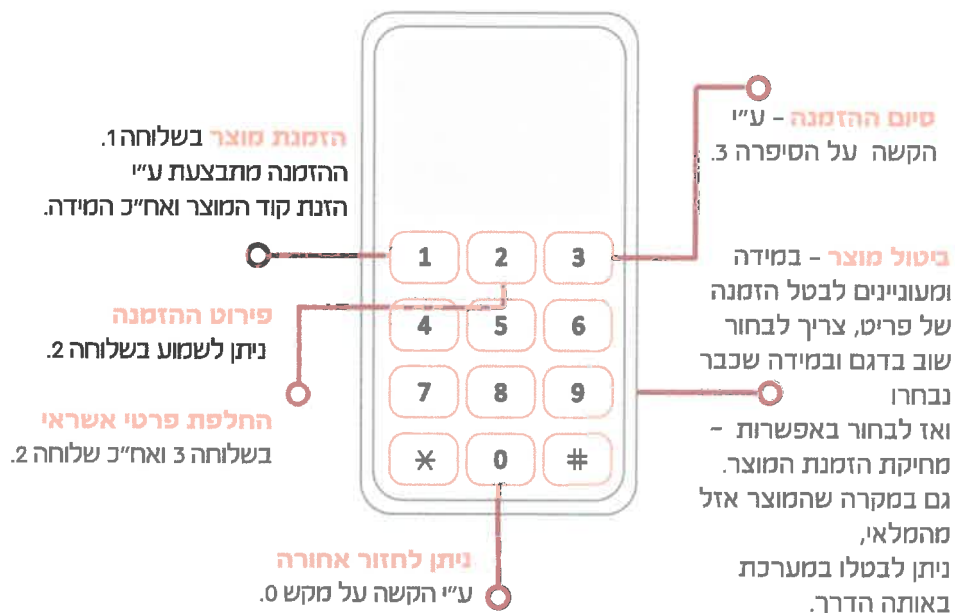 הזמנת מוצר בשלוחה 1.
ההזמנה מתבצעת ע״י
הזנת קוד המוצר ואח״כ המידה.
פירוט ההזמנה
ניתן לשמוע בשלוחה 2.
החלפת פרטי אשראי
בשלוחה 3 ואח״כ שלוחה 2.
סיום ההזמנה – ע״י
הקשה על הסיפרה 3.
ביטול מוצר – במידה
ומעוניינים לבטל הזמנה
של פריט, צריך לבחור
שוב בדגם ובמידה שכבר
נבחרו
ואז לבחור באפשרות -
מחיקת הזמנת המוצר.
גם במקרה שהמוצר אזל
מהמלאי,
ניתן לבטלו במערכת
באותה הדרך.
1 2 3
4 5 6
7 8 9
* 0 #
ניתן לחזור אחורה
ע״י הקשה על מקש 0.